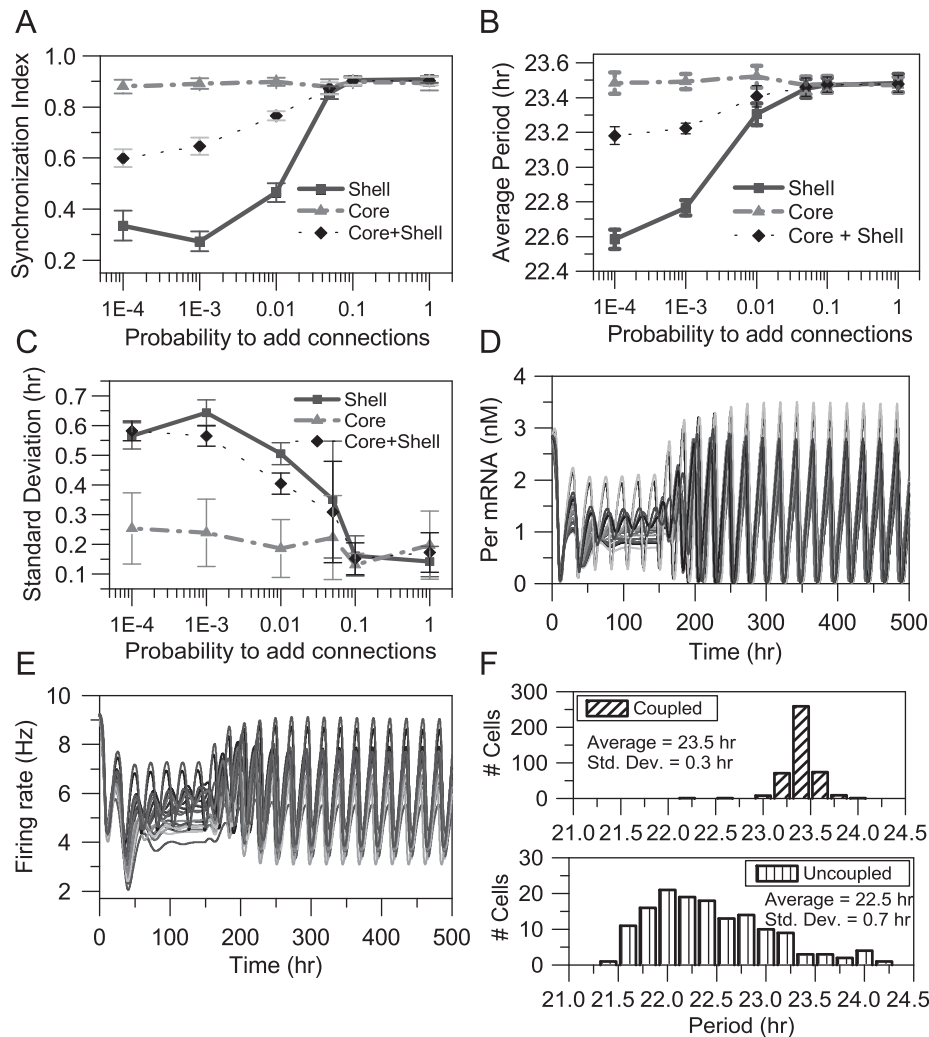 A
Synchronization Index
1.0
0.8
0.6
0.4
0.2
Shell
Core
Core+Shell
1E-4 1E-3 0.01 0.1 1
Probability to add connections
B
Average Period (hr)
23.6
23.4
23.2
23.0
22.8
22.6
22.4
Shell
Core
Core + Shell
1E-4 1E-3 0.01 0.1 1
Probability to add connections
C
Standard Deviation (hr)
0.7
0.6
0.5
0.4
0.3
0.2
0.1
Shell
Core
Core+Shell
1E-4 1E-3 0.01 0.1 1
Probability to add connections
D
Per mRNA (nM)
4
3
2
1
0
0 100 200 300 400 500
Time (hr)
E
Firing rate (Hz)
10
8
6
4
2
0 100 200 300 400 500
Time (hr)
F
# Cells
300
200
100
0
Coupled
Average = 23.5 hr
Std. Dev. = 0.3 hr
21.0 21.5 22.0 22.5 23.0 23.5 24.0 24.5
# Cells
30
20
10
0
Uncoupled
Average = 22.5 hr
Std. Dev. = 0.7 hr
21.0 21.5 22.0 22.5 23.0 23.5 24.0 24.5
Period (hr)